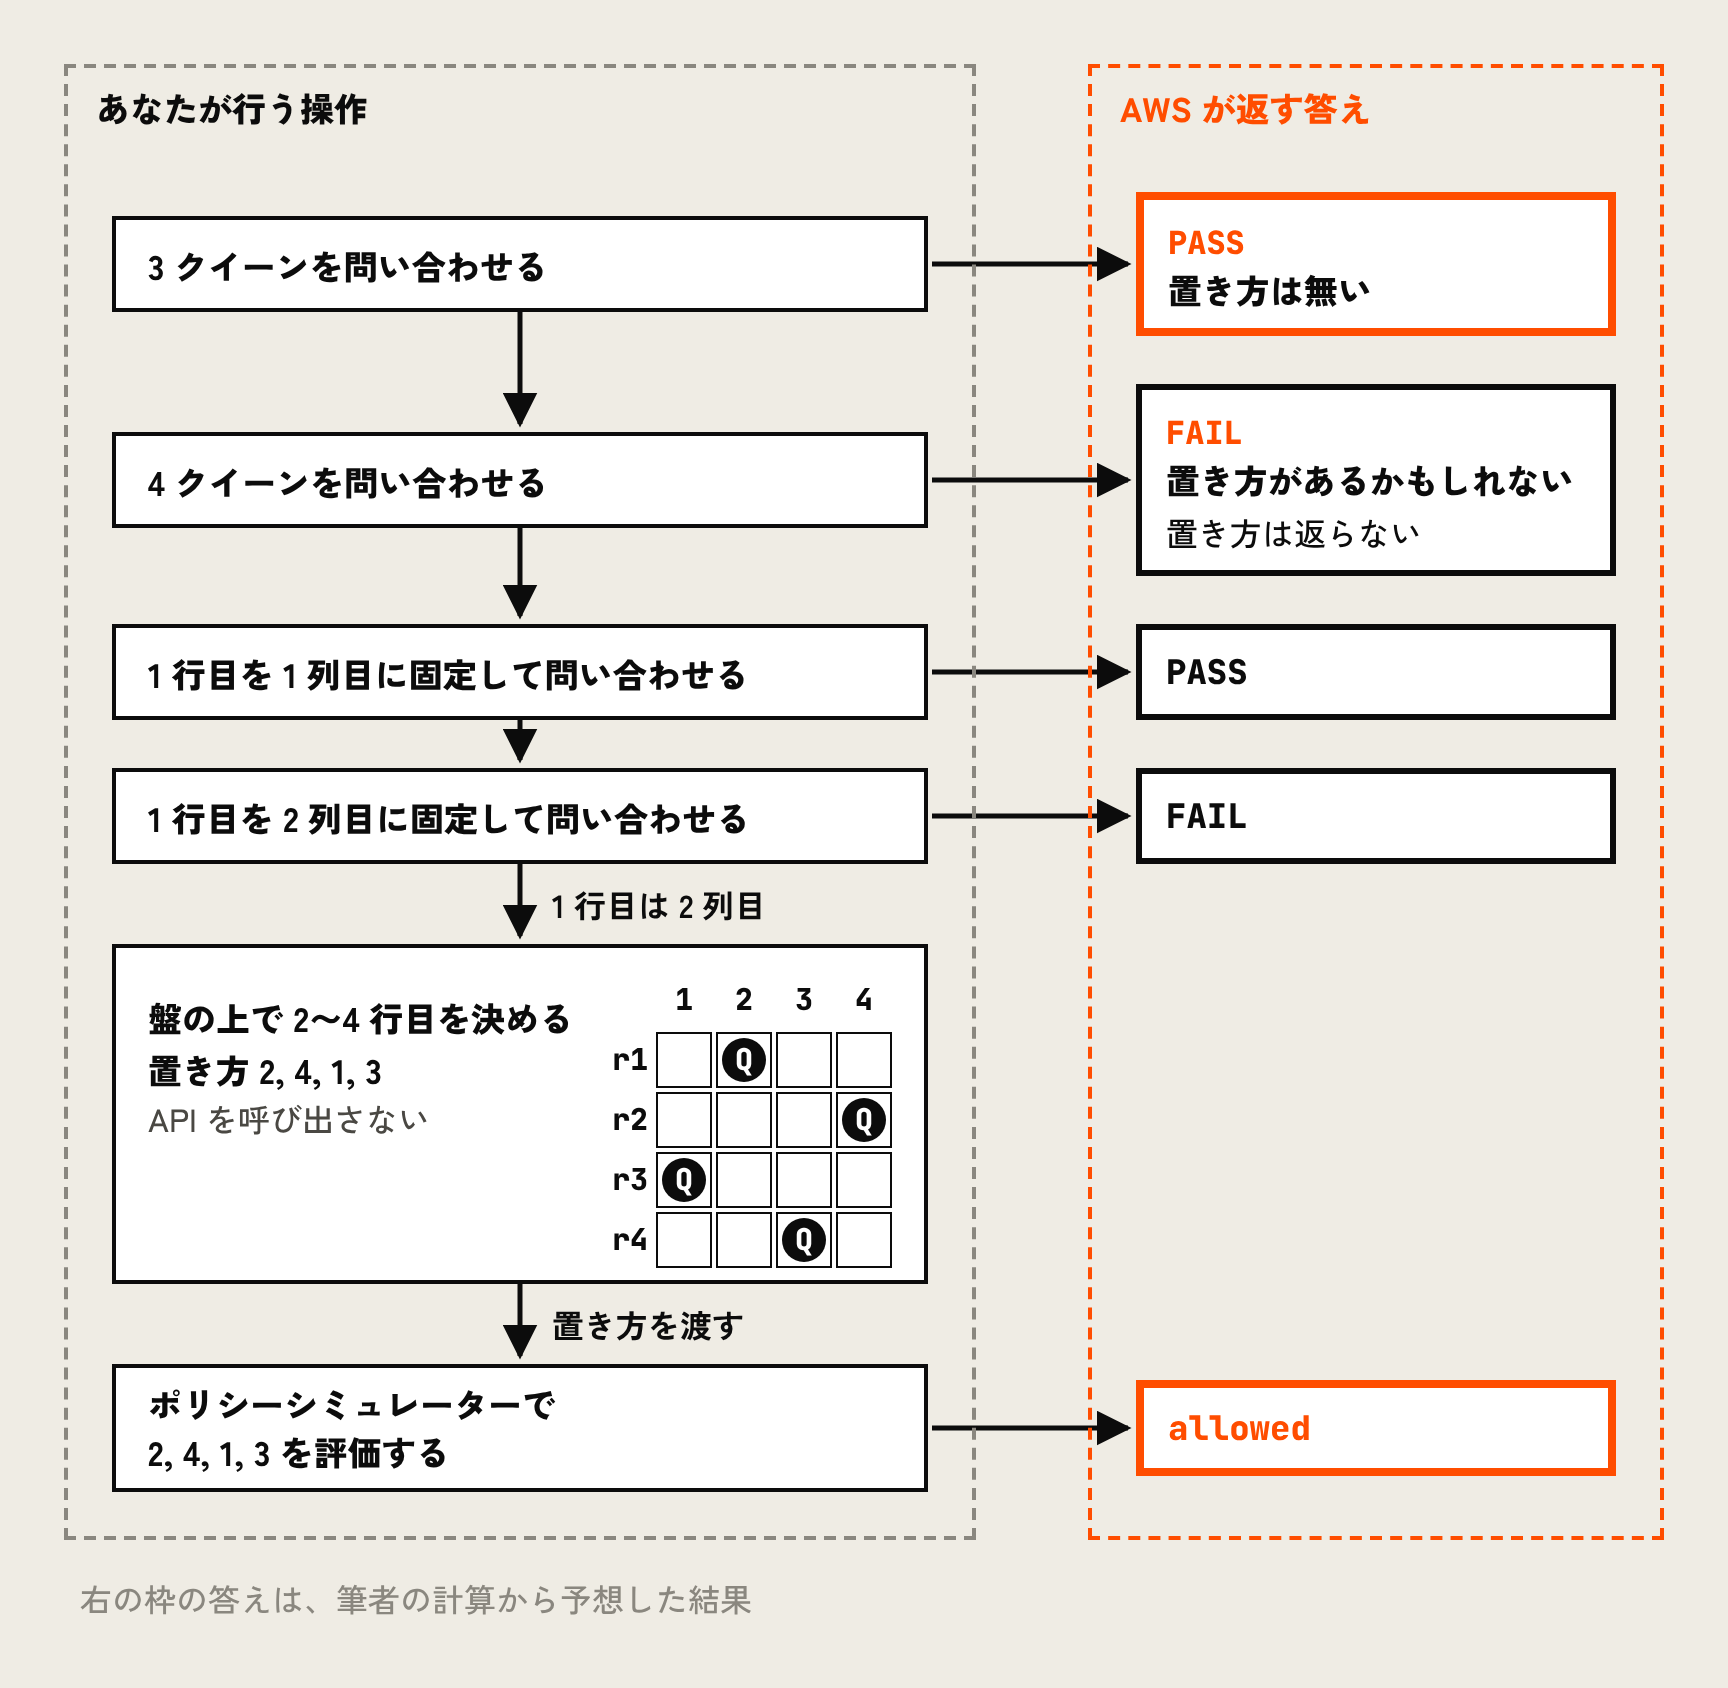 あなたが行う操作
AWS が返す答え
3 クイーンを問い合わせる
PASS
置き方は無い
4 クイーンを問い合わせる
FAIL
置き方があるかもしれない
置き方は返らない
1 行目を 1 列目に固定して問い合わせる
PASS
1 行目を 2 列目に固定して問い合わせる
FAIL
1 行目は 2 列目
盤の上で 2〜4 行目を決める
置き方 2, 4, 1, 3
API を呼び出さない
1 2 3 4
r1 Q
r2 Q
r3 Q
r4 Q
置き方を渡す
ポリシーシミュレーターで
2, 4, 1, 3 を評価する
allowed
右の枠の答えは、筆者の計算から予想した結果